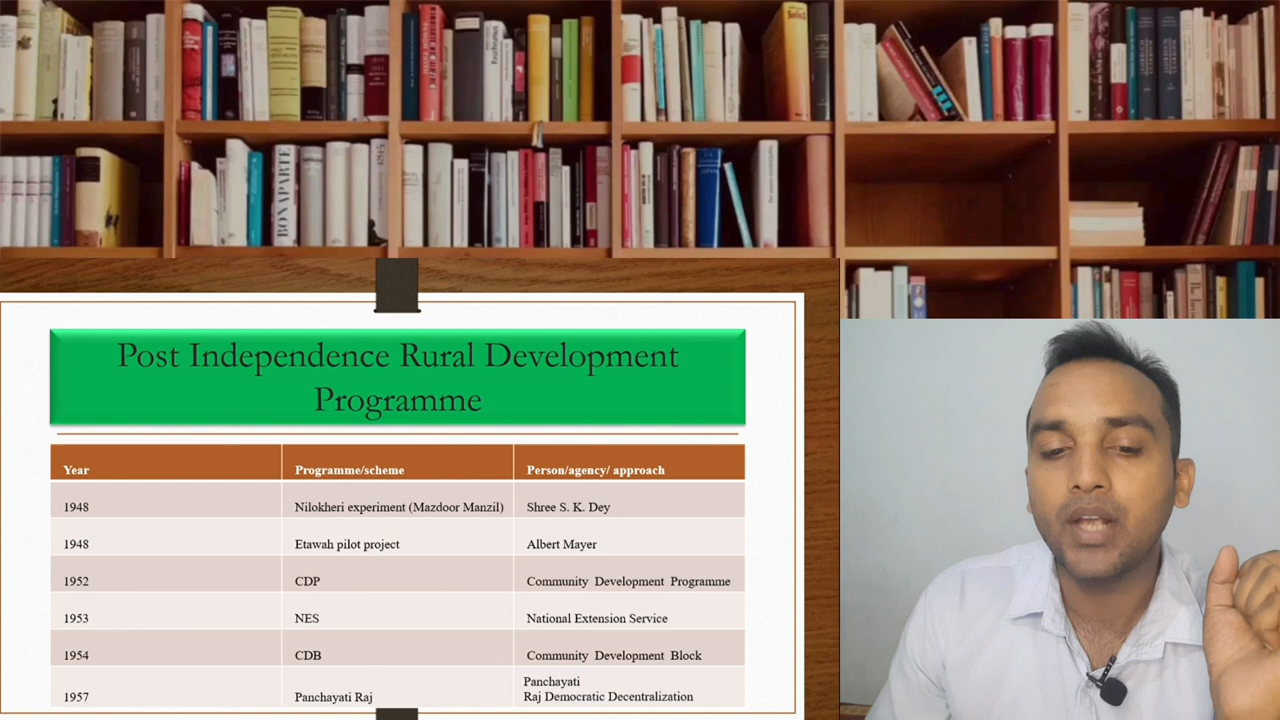 BONAPARTE
Post Independence Rural Development
Programme
Year Programme/scheme Person/agency/ approach
1948 Nilokheri experiment (Mazdoor Manzil) Shree S. K. Dey
1948 Etawah pilot project Albert Mayer
1952 CDP Community Development Programme
1953 NES National Extension Service
1954 CDB Community Development Block
1957 Panchayati Raj Panchayati
Raj Democratic Decentralization